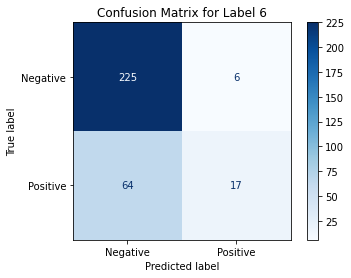 Confusion Matrix for Label 6
True label
Negative
Positive
225
6
64
17
Negative
Positive
Predicted label
225
200
175
150
125
100
75
50
25